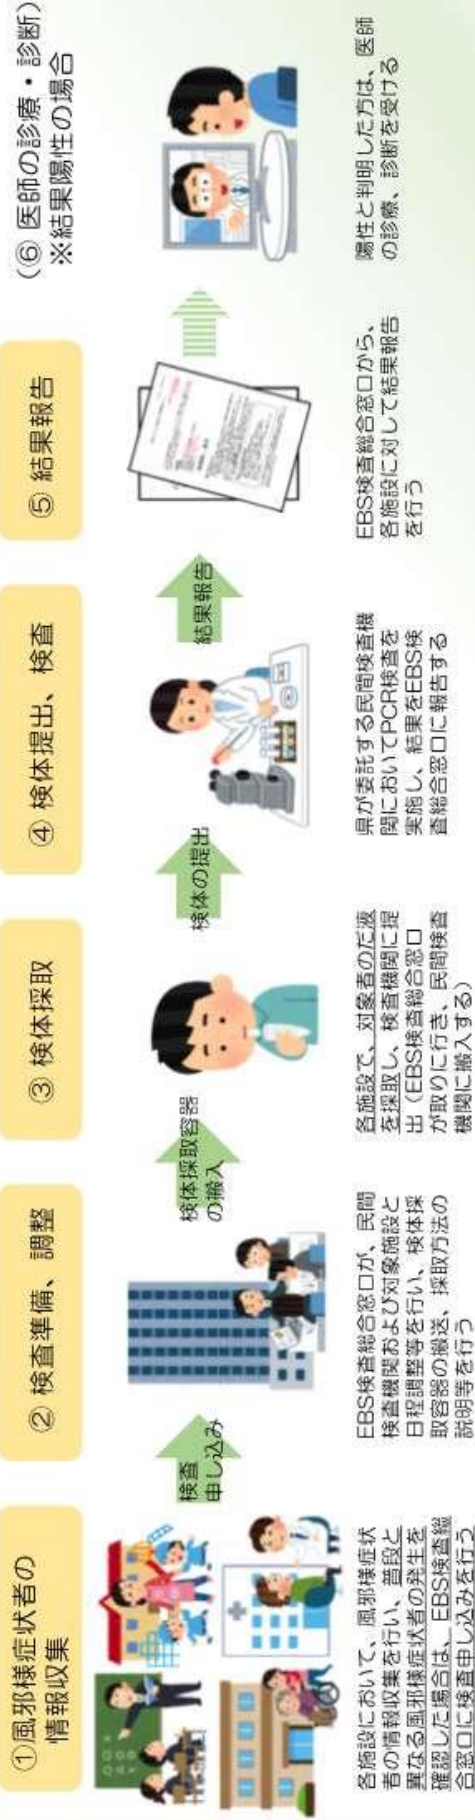 ①風邪様症状者の
情報収集
各施設において、風邪様症状
者の情報収集を行い、普段と
異なる風邪様症状者の発生を
確認した場合は、EBS検査総
合窓口に検査申し込みを行う
検査
申し込み
② 検査準備、調整
EBS検査総合窓口が、民間
検査機関および対象施設と
日程調整等を行い、検体採
取容器の搬送、採取方法の
説明等を行う
検体採取容器
の搬入
③ 検体採取
各施設で、対象者のだ液
を採取し、検査機関に提
出（EBS検査総合窓口
が取りに行き、民間検査
機関に搬入する）
検体の提出
④ 検体提出、検査
県が委託する民間検査機
関においてPCR検査を
実施し、結果をEBS検
査総合窓口に報告する
結果報告
⑤ 結果報告
EBS検査総合窓口から、
各施設に対して結果報告
を行う
（⑥ 医師の診療・診断）
※結果陽性の場合
陽性と判明した方は、医師
の診療、診断を受ける